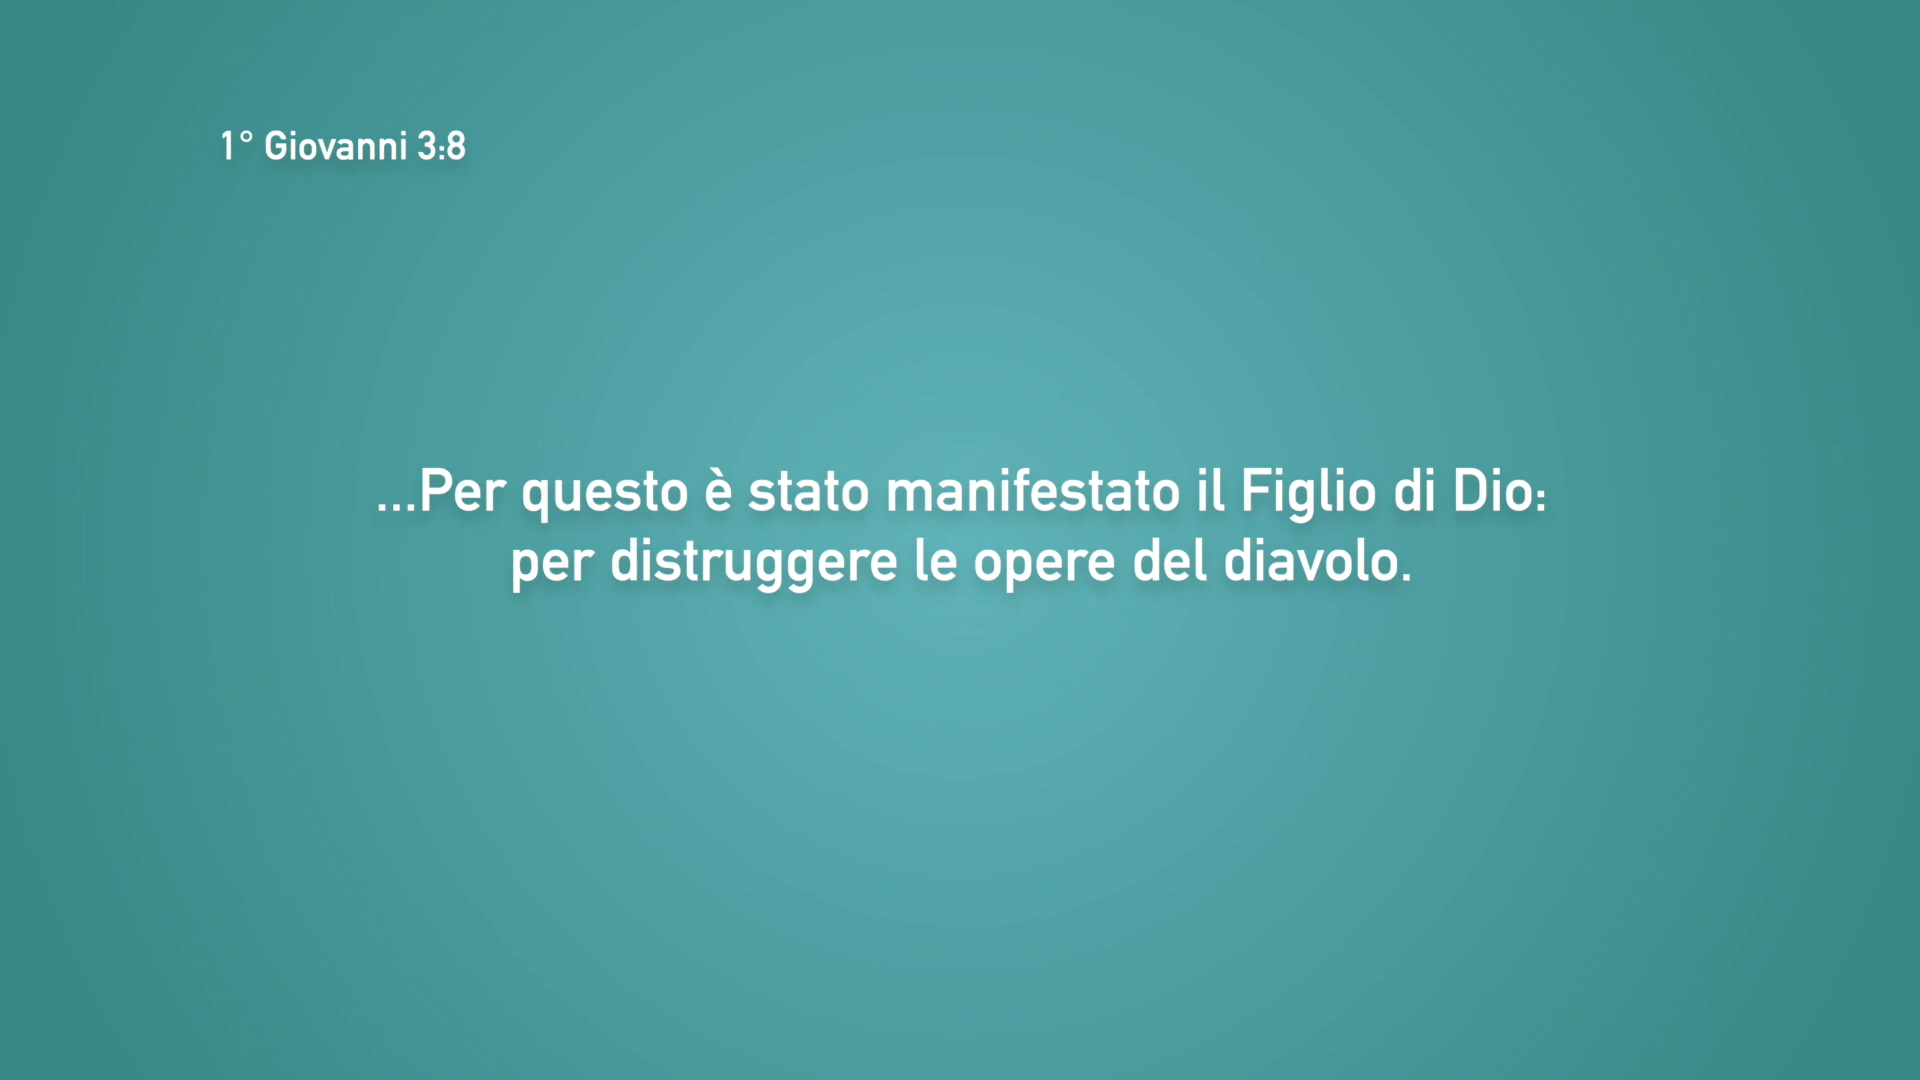 1° Giovanni 3:8
...Per questo è stato manifestato il Figlio di Dio:
per distruggere le opere del diavolo.